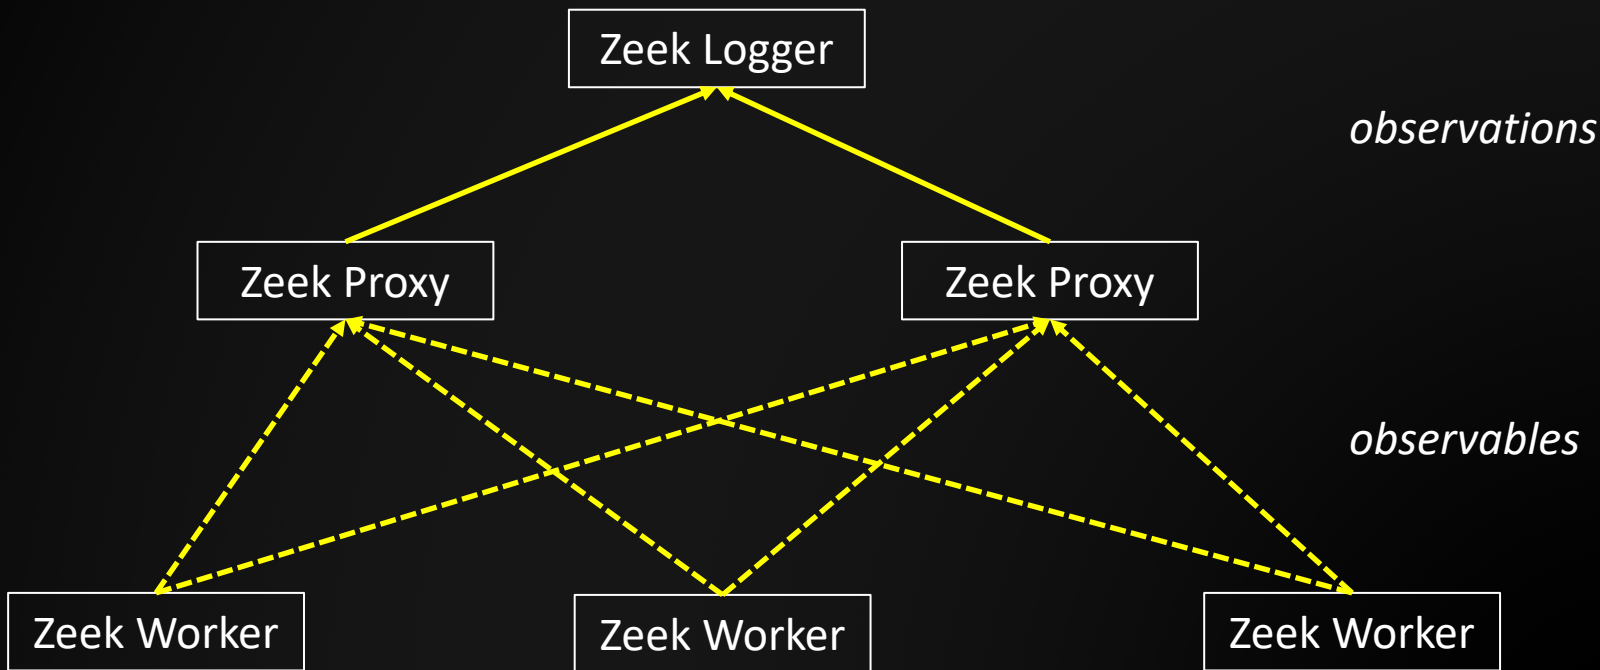 Zeek Logger
observations
Zeek Proxy
Zeek Proxy
observables
Zeek Worker
Zeek Worker
Zeek Worker